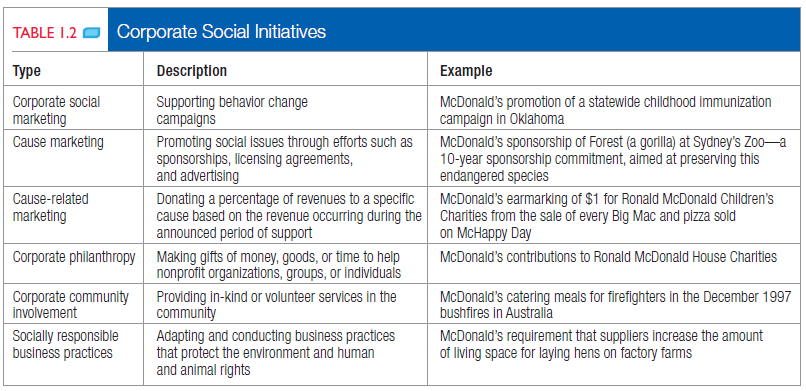 TABLE 1.2 Corporate Social Initiatives
Type Description Example
Corporate social marketing Supporting behavior change campaigns McDonald's promotion of a statewide childhood immunization campaign in Oklahoma
Cause marketing Promoting social issues through efforts such as sponsorships, licensing agreements, and advertising McDonald's sponsorship of Forest (a gorilla) at Sydney's Zoo—a 10-year sponsorship commitment, aimed at preserving this endangered species
Cause-related marketing Donating a percentage of revenues to a specific cause based on the revenue occurring during the announced period of support McDonald's earmarking of $1 for Ronald McDonald Children's Charities from the sale of every Big Mac and pizza sold on McHappy Day
Corporate philanthropy Making gifts of money, goods, or time to help nonprofit organizations, groups, or individuals McDonald's contributions to Ronald McDonald House Charities
Corporate community involvement Providing in-kind or volunteer services in the community McDonald's catering meals for firefighters in the December 1997 bushfires in Australia
Socially responsible business practices Adapting and conducting business practices that protect the environment and human and animal rights McDonald's requirement that suppliers increase the amount of living space for laying hens on factory farms